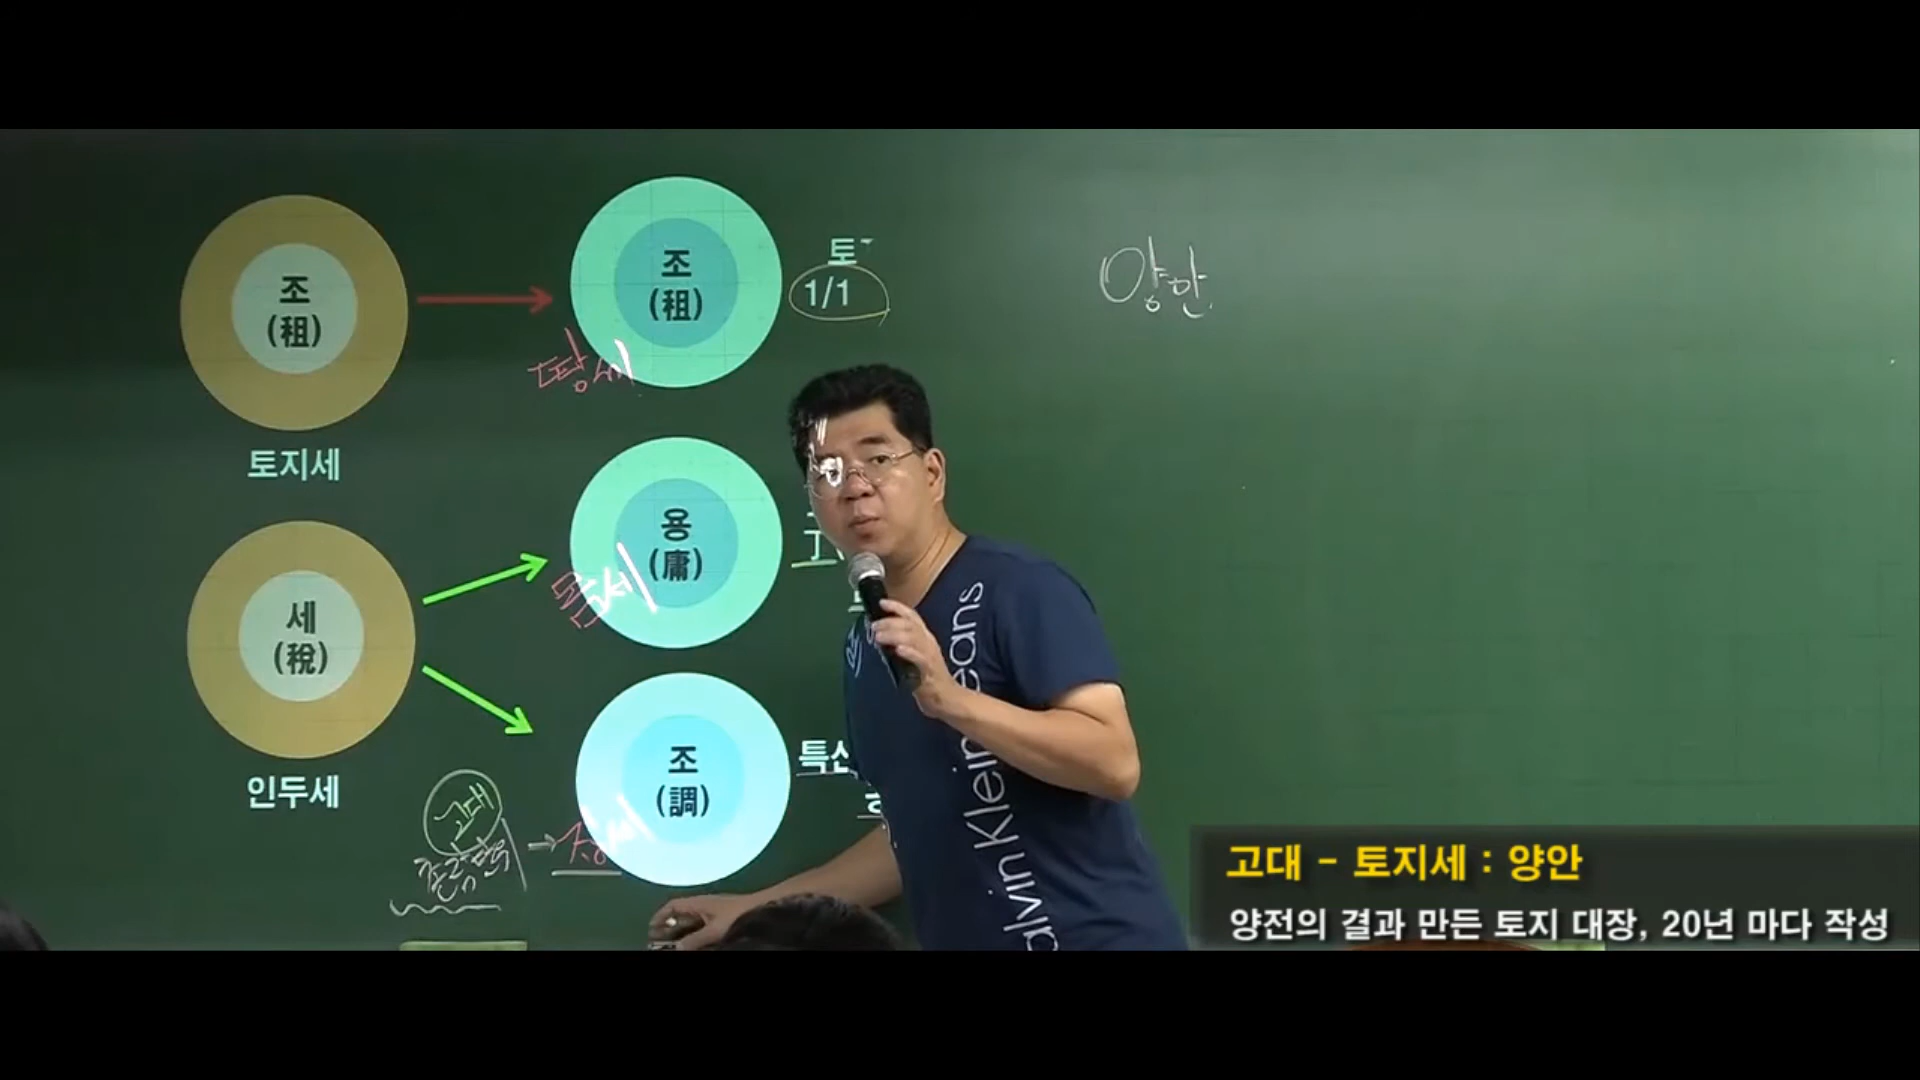 조
(租)
토지세
세
(稅)
인두세
조
(租)
땅세
토
1/1
용
(庸)
몸세
조
(調)
특산
고대
양안
alvin Klein Jeans
고대 - 토지세 : 양안
양전의 결과 만든 토지 대장, 20년 마다 작성